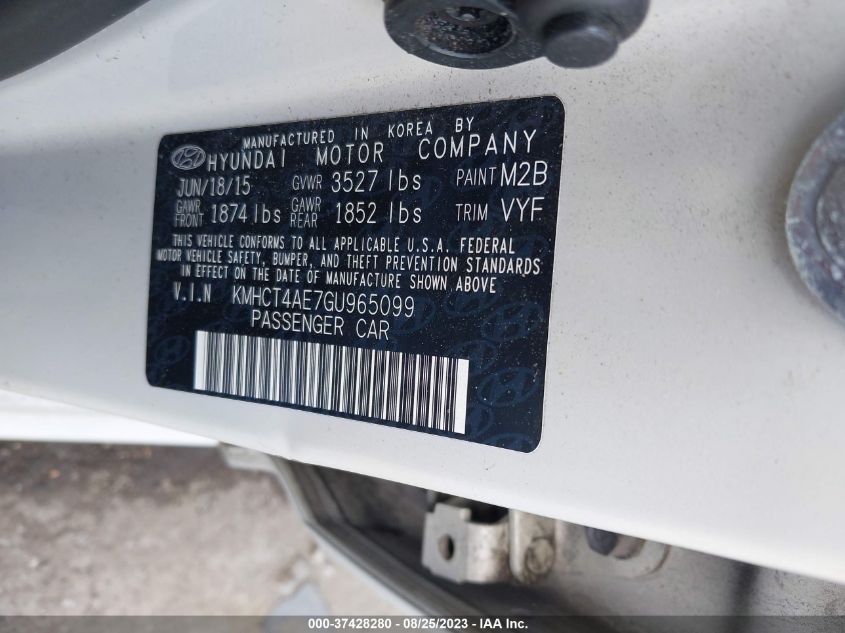 MANUFACTURED IN KOREA BY
HYUNDAI MOTOR COMPANY
JUN/18/15 GVWR 3527 lbs PAINT M2B
GAWR FRONT 1874 lbs GAWR REAR 1852 lbs TRIM VYF
THIS VEHICLE CONFORMS TO ALL APPLICABLE U.S.A. FEDERAL
MOTOR VEHICLE SAFETY, BUMPER, AND THEFT PREVENTION STANDARDS
IN EFFECT ON THE DATE OF MANUFACTURE SHOWN ABOVE
V.I.N KMHCT4AE7GU965099
PASSENGER CAR
000-37428280 - 08/25/2023 - IAA Inc.